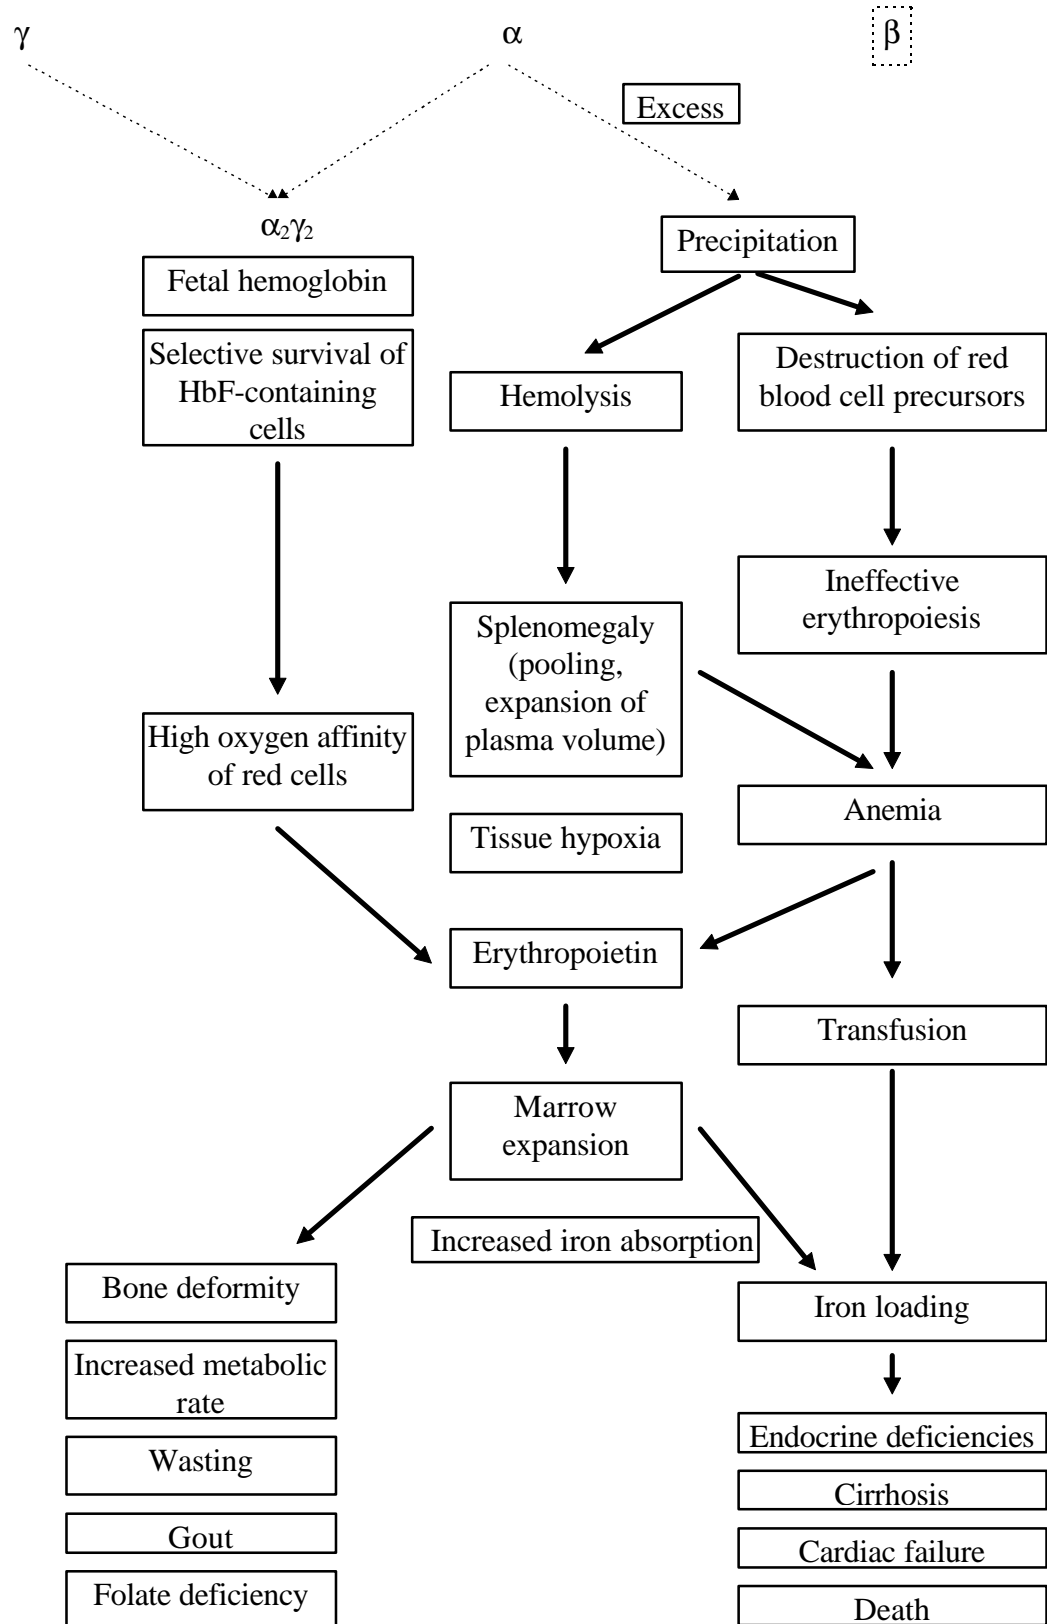 γ
α
β
Excess
α₂γ₂
Precipitation
Fetal hemoglobin
Selective survival of
HbF-containing
cells
Hemolysis
Destruction of red
blood cell precursors
Ineffective
erythropoiesis
Splenomegaly
(pooling,
expansion of
plasma volume)
High oxygen affinity
of red cells
Anemia
Tissue hypoxia
Erythropoietin
Transfusion
Marrow
expansion
Increased iron absorption
Bone deformity
Iron loading
Increased metabolic
rate
Wasting
Gout
Folate deficiency
Endocrine deficiencies
Cirrhosis
Cardiac failure
Death